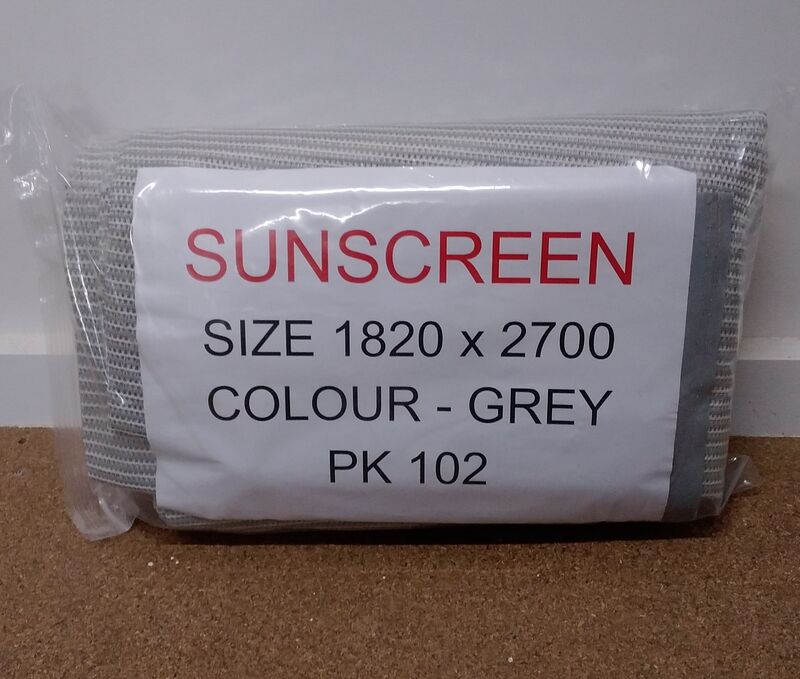 SUNSCREEN
SIZE 1820 x 2700
COLOUR - GREY
PK 102